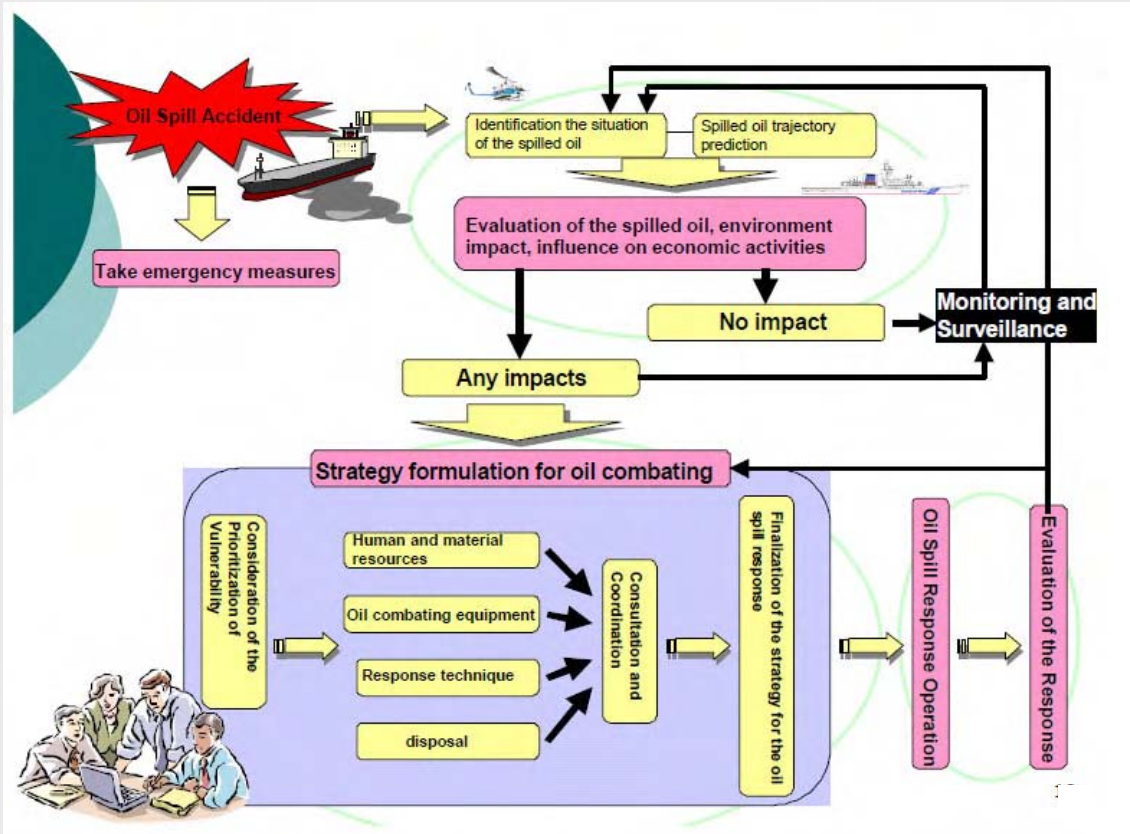 Oil Spill Accident
Identification the situation
of the spilled oil
Spilled oil trajectory
prediction
Take emergency measures
Evaluation of the spilled oil, environment
impact, influence on economic activities
No impact
Monitoring and
Surveillance
Any impacts
Strategy formulation for oil combating
Consideration of the
Prioritization of
Vulnerability
Human and material
resources
Oil combating equipment
Response technique
disposal
Consultation and
Coordination
Finalization of the strategy for the oil
spill response
Oil Spill Response Operation
Evaluation of the Response